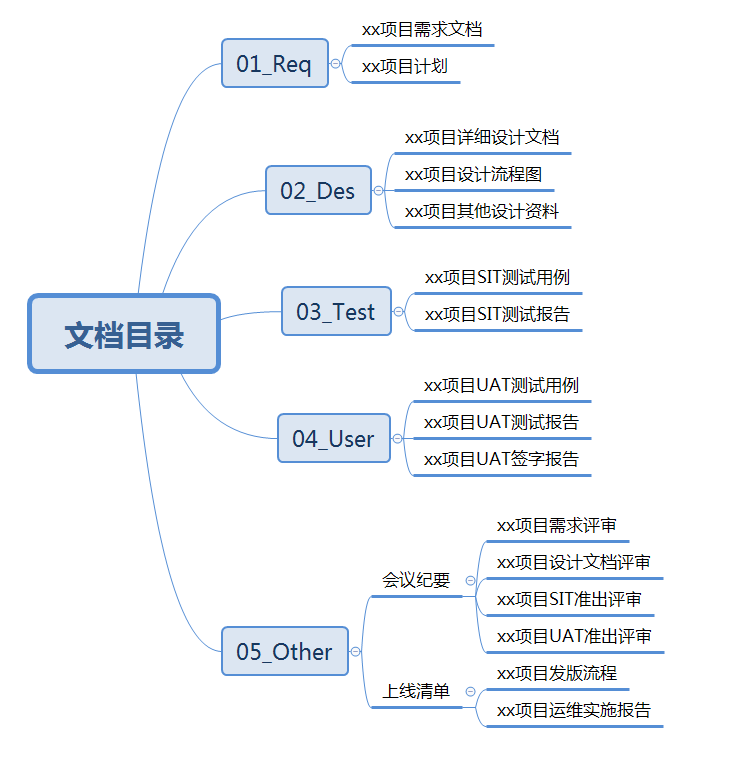 文档目录
01_Req
xx项目需求文档
xx项目计划
02_Des
xx项目详细设计文档
xx项目设计流程图
xx项目其他设计资料
03_Test
xx项目SIT测试用例
xx项目SIT测试报告
04_User
xx项目UAT测试用例
xx项目UAT测试报告
xx项目UAT签字报告
05_Other
会议纪要
xx项目需求评审
xx项目设计文档评审
xx项目SIT准出评审
xx项目UAT准出评审
上线清单
xx项目发版流程
xx项目运维实施报告